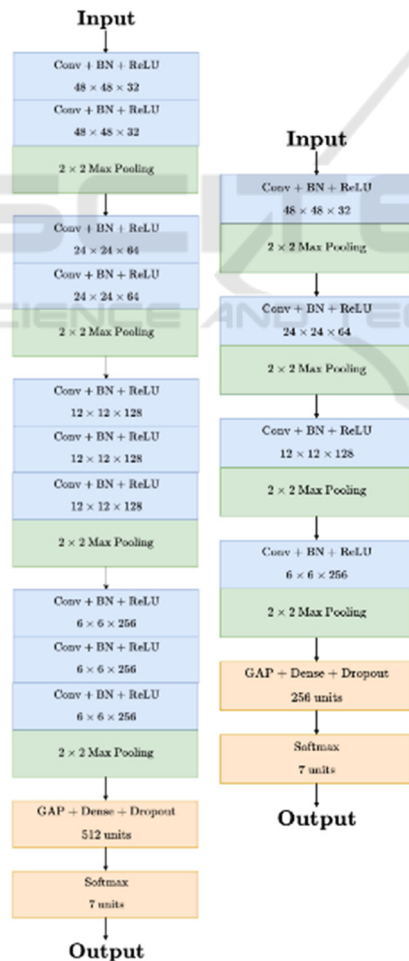 Input
Conv + BN + ReLU
48 × 48 × 32
Conv + BN + ReLU
48 × 48 × 32
2 × 2 Max Pooling
Conv + BN + ReLU
24 × 24 × 64
Conv + BN + ReLU
24 × 24 × 64
2 × 2 Max Pooling
Conv + BN + ReLU
12 × 12 × 128
Conv + BN + ReLU
12 × 12 × 128
Conv + BN + ReLU
12 × 12 × 128
2 × 2 Max Pooling
Conv + BN + ReLU
6 × 6 × 256
Conv + BN + ReLU
6 × 6 × 256
Conv + BN + ReLU
6 × 6 × 256
2 × 2 Max Pooling
GAP + Dense + Dropout
512 units
Softmax
7 units
Output
Input
Conv + BN + ReLU
48 × 48 × 32
2 × 2 Max Pooling
Conv + BN + ReLU
24 × 24 × 64
2 × 2 Max Pooling
Conv + BN + ReLU
12 × 12 × 128
2 × 2 Max Pooling
Conv + BN + ReLU
6 × 6 × 256
2 × 2 Max Pooling
GAP + Dense + Dropout
256 units
Softmax
7 units
Output